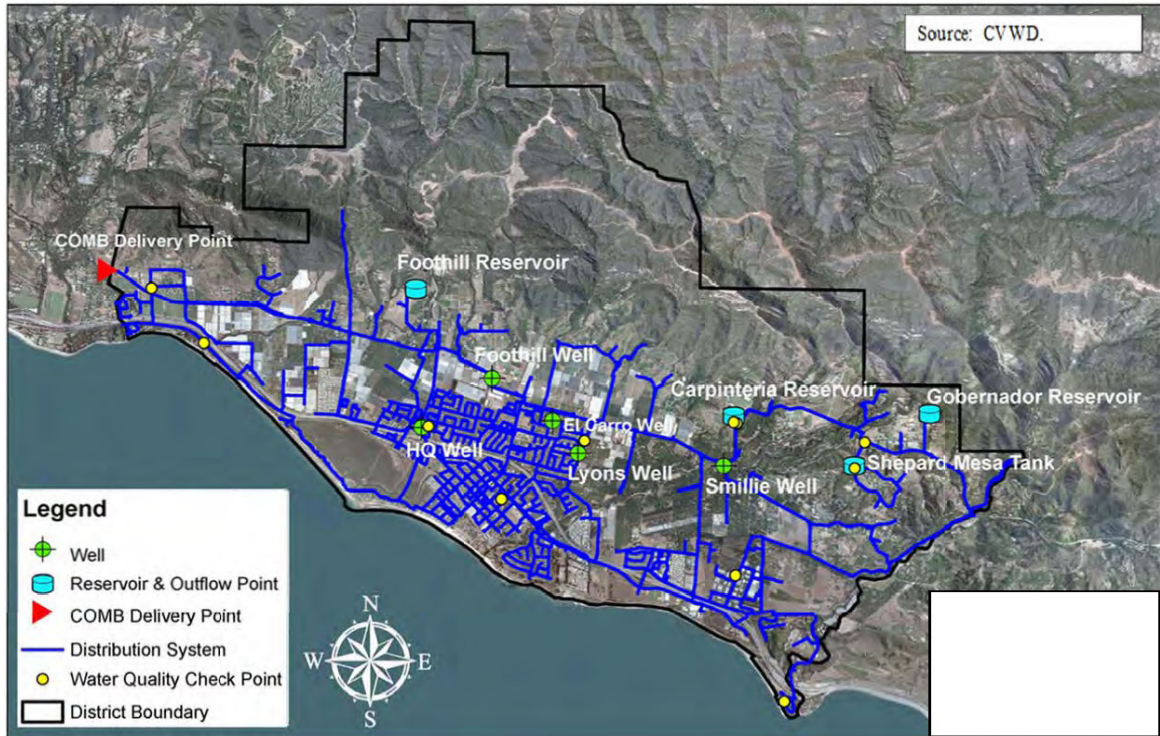 Source: CVWD.
COMB Delivery Point
Foothill Reservoir
Foothill Well
Carpinteria Reservoir
Gobernador Reservoir
El Carro Well
HQ Well
Lyons Well
Shepard Mesa Tank
Smillie Well
Legend
Well
Reservoir & Outflow Point
COMB Delivery Point
Distribution System
Water Quality Check Point
District Boundary
N
W
E
S